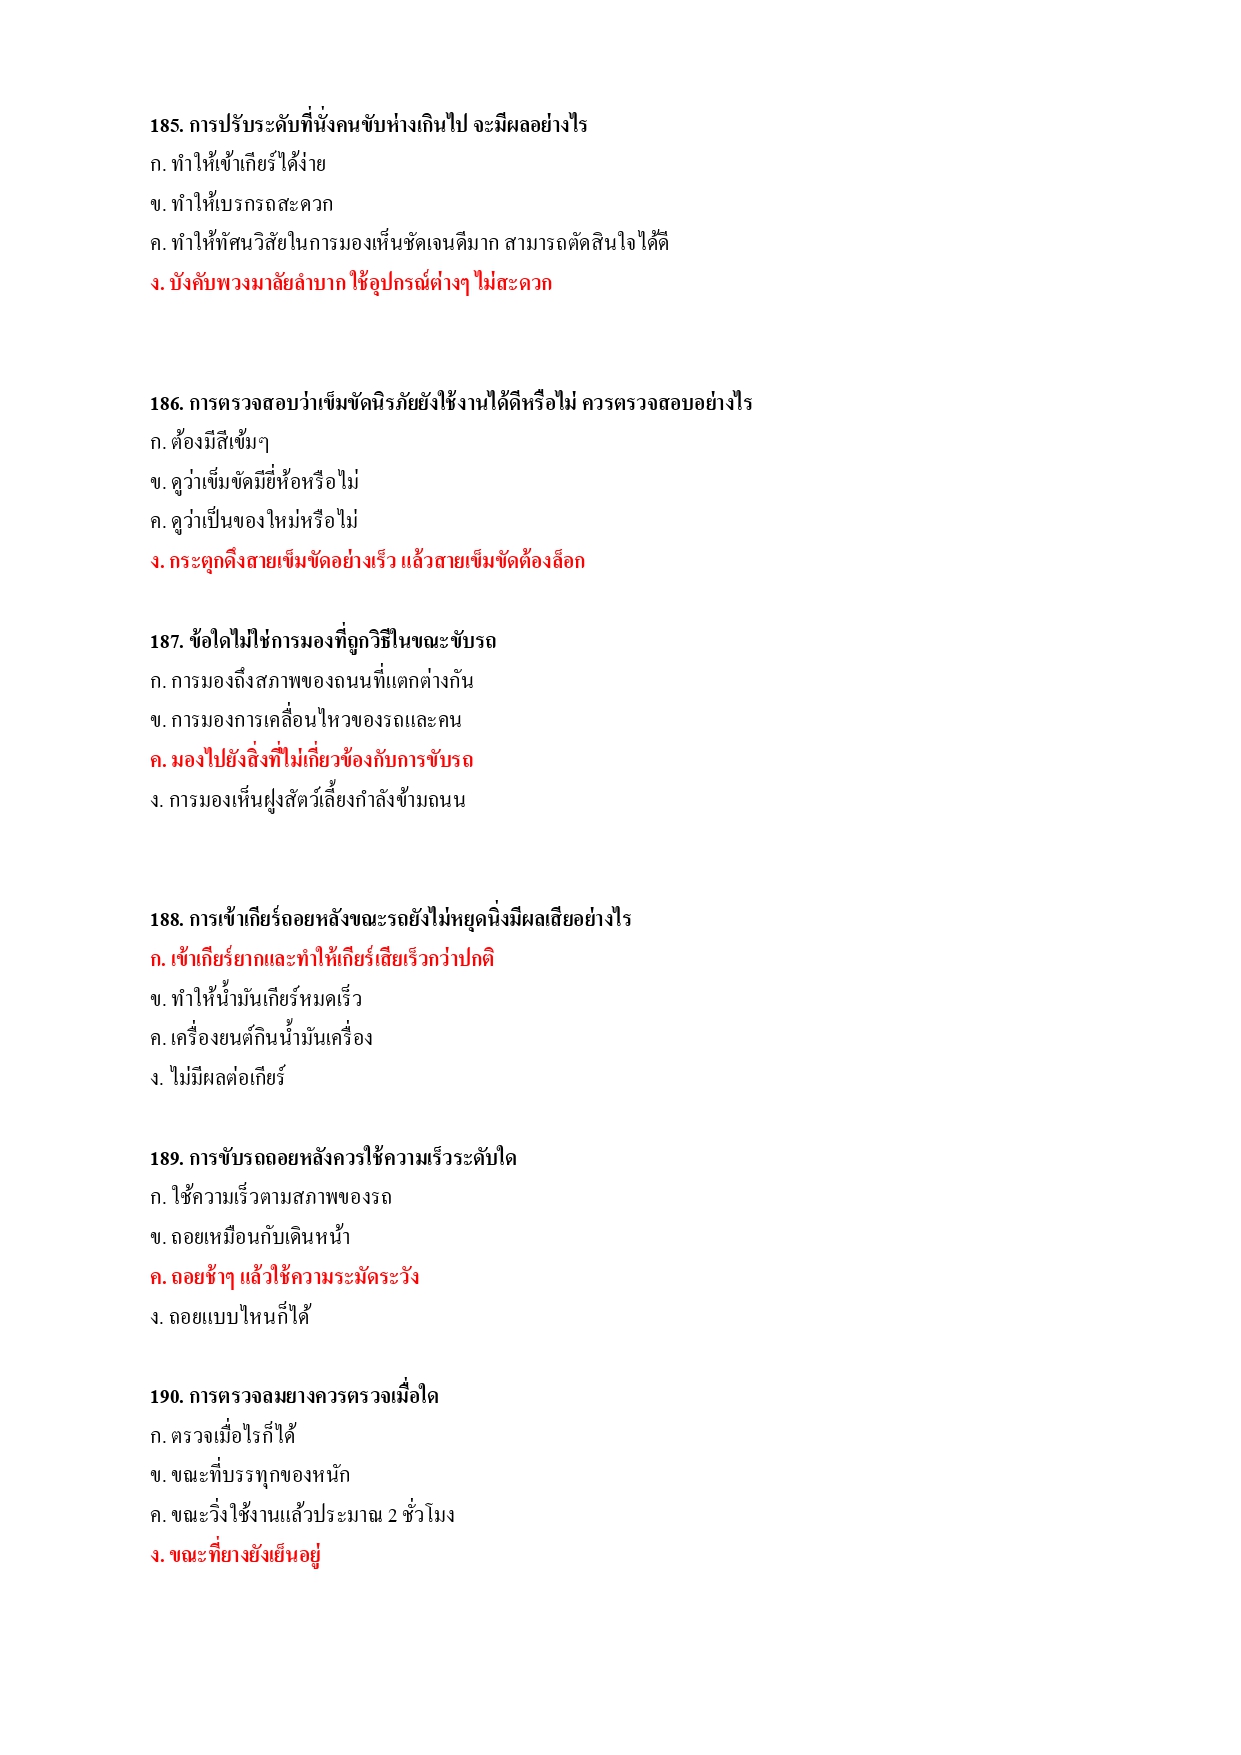 185. การปรับระดับที่นั่งคนขับห่างเกินไป จะมีผลอย่างไร
ก. ทำให้เข้าเกียร์ได้ง่าย
ข. ทำให้เบรกรถสะดวก
ค. ทำให้ทัศนวิสัยในการมองเห็นชัดเจนดีมาก สามารถตัดสินใจได้ดี
ง. บังคับพวงมาลัยลำบาก ใช้อุปกรณ์ต่างๆ ไม่สะดวก
186. การตรวจสอบว่าเข็มขัดนิรภัยยังใช้งานได้ดีหรือไม่ ควรตรวจสอบอย่างไร
ก. ต้องมีสีเข้มๆ
ข. ดูว่าเข็มขัดมียี่ห้อหรือไม่
ค. ดูว่าเป็นของใหม่หรือไม่
ง. กระตุกดึงสายเข็มขัดอย่างเร็ว แล้วสายเข็มขัดต้องล็อก
187. ข้อใดไม่ใช่การมองที่ถูกวิธีในขณะขับรถ
ก. การมองถึงสภาพของถนนที่แตกต่างกัน
ข. การมองการเคลื่อนไหวของรถและคน
ค. มองไปยังสิ่งที่ไม่เกี่ยวข้องกับการขับรถ
ง. การมองเห็นฝูงสัตว์เลี้ยงกำลังข้ามถนน
188. การเข้าเกียร์ถอยหลังขณะรถยังไม่หยุดนิ่งมีผลเสียอย่างไร
ก. เข้าเกียร์ยากและทำให้เกียร์เสียเร็วกว่าปกติ
ข. ทำให้น้ำมันเกียร์หมดเร็ว
ค. เครื่องยนต์กินน้ำมันเครื่อง
ง. ไม่มีผลต่อเกียร์
189. การขับรถถอยหลังควรใช้ความเร็วระดับใด
ก. ใช้ความเร็วตามสภาพของรถ
ข. ถอยเหมือนกับเดินหน้า
ค. ถอยช้าๆ แล้วใช้ความระมัดระวัง
ง. ถอยแบบไหนก็ได้
190. การตรวจลมยางควรตรวจเมื่อใด
ก. ตรวจเมื่อไรก็ได้
ข. ขณะที่บรรทุกของหนัก
ค. ขณะวิ่งใช้งานแล้วประมาณ 2 ชั่วโมง
ง. ขณะที่ยางยังเย็นอยู่